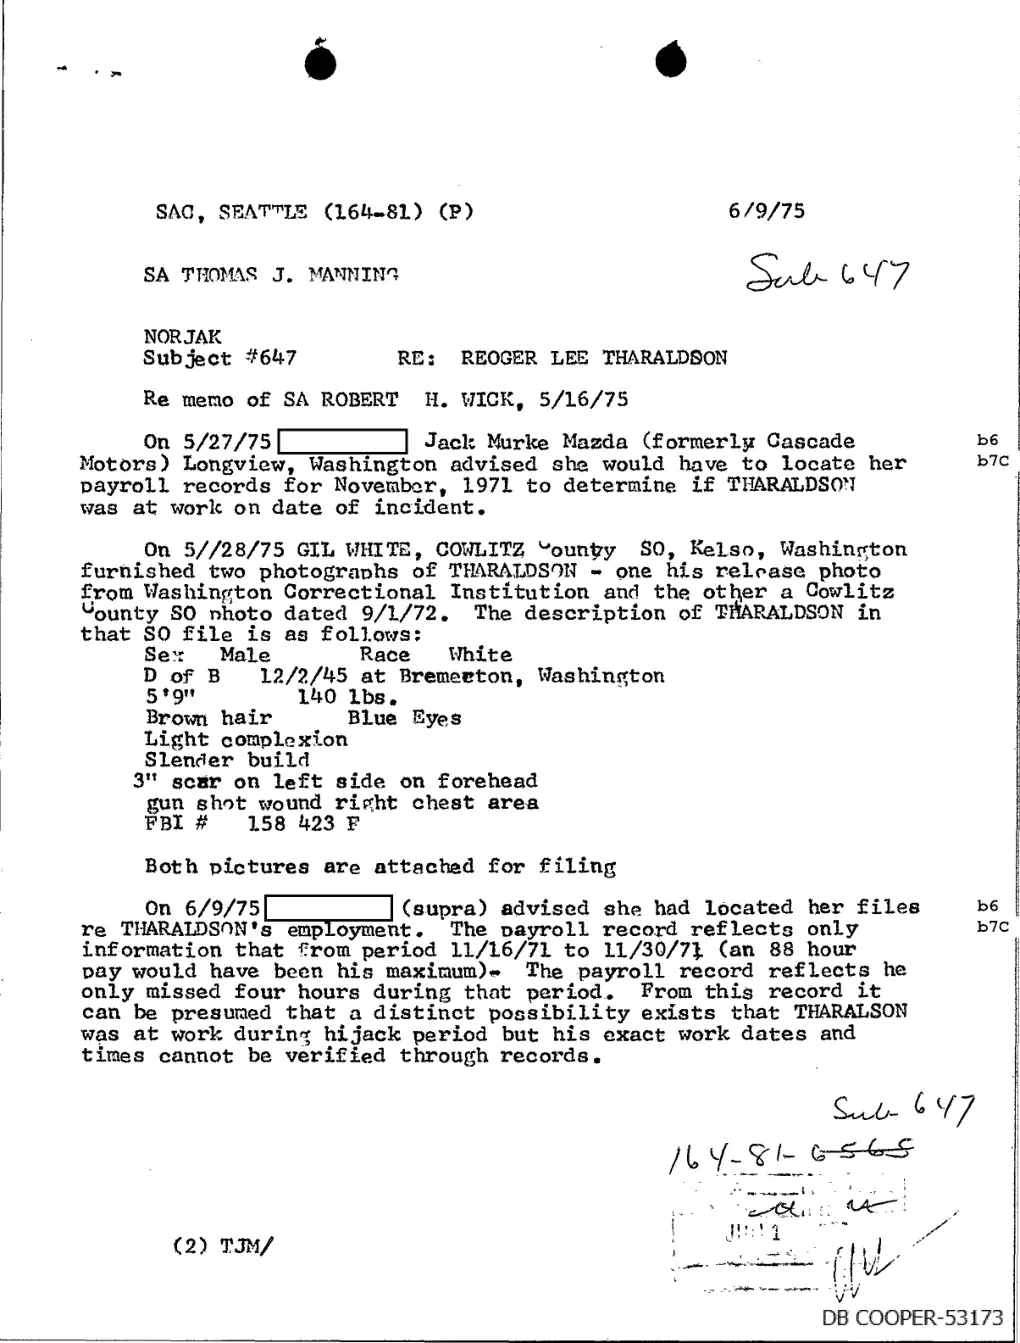 SAC, SEATTLE (164-81) (P) 6/9/75
SA THOMAS J. MANNING
Sub 647
NORJAK
Subject #647 RE: REOGER LEE THARALDSON
Re memo of SA ROBERT H. WICK, 5/16/75
On 5/27/75 Jack Murke Mazda (formerly Cascade b6
Motors) Longview, Washington advised she would have to locate her b7C
payroll records for November, 1971 to determine if THARALDSON
was at work on date of incident.
On 5//28/75 GIL WHITE, COWLITZ County SO, Kelso, Washington
furnished two photographs of THARALDSON - one his release photo
from Washington Correctional Institution and the other a Cowlitz
County SO photo dated 9/1/72. The description of THARALDSON in
that SO file is as follows:
Sex Male Race White
D of B 12/2/45 at Bremerton, Washington
5'9" 140 lbs.
Brown hair Blue Eyes
Light complexion
Slender build
3" scar on left side on forehead
gun shot wound right chest area
FBI # 158 423 F
Both pictures are attached for filing
On 6/9/75 (supra) advised she had located her files b6
re THARALDSON's employment. The payroll record reflects only b7C
information that from period 11/16/71 to 11/30/71 (an 88 hour
pay would have been his maximum)- The payroll record reflects he
only missed four hours during that period. From this record it
can be presumed that a distinct possibility exists that THARALSON
was at work during hijack period but his exact work dates and
times cannot be verified through records.
Sub 647
164-81-6565
(2) TJM/
DB COOPER-53173